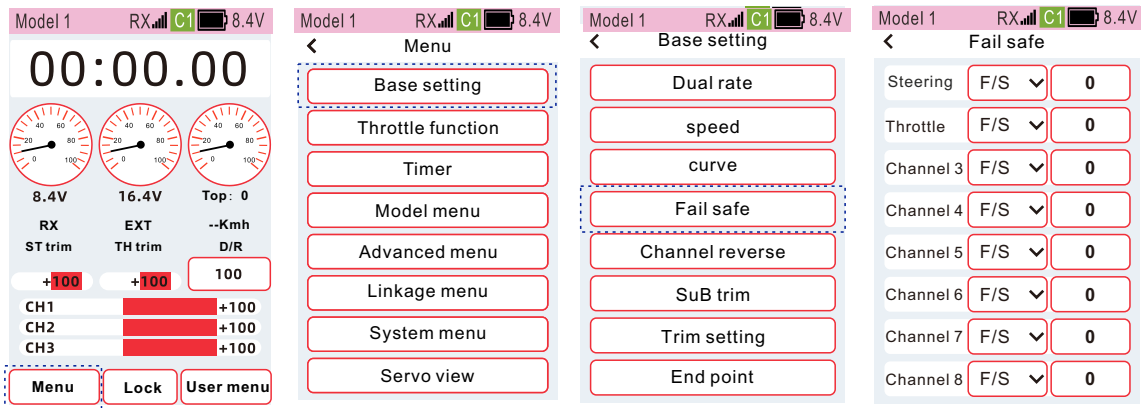 Model 1 RX C1 8.4V
00:00.00
0 20 40 60 80 100
0 20 40 60 80 100
0 20 40 60 80 100
8.4V 16.4V Top: 0
RX EXT --Kmh
ST trim TH trim D/R
+100 +100 100
CH1 +100
CH2 +100
CH3 +100
Menu Lock User menu
Model 1 RX C1 8.4V
Menu
Base setting
Throttle function
Timer
Model menu
Advanced menu
Linkage menu
System menu
Servo view
Model 1 RX C1 8.4V
Base setting
Dual rate
speed
curve
Fail safe
Channel reverse
SuB trim
Trim setting
End point
Model 1 RX C1 8.4V
Fail safe
Steering F/S 0
Throttle F/S 0
Channel 3 F/S 0
Channel 4 F/S 0
Channel 5 F/S 0
Channel 6 F/S 0
Channel 7 F/S 0
Channel 8 F/S 0